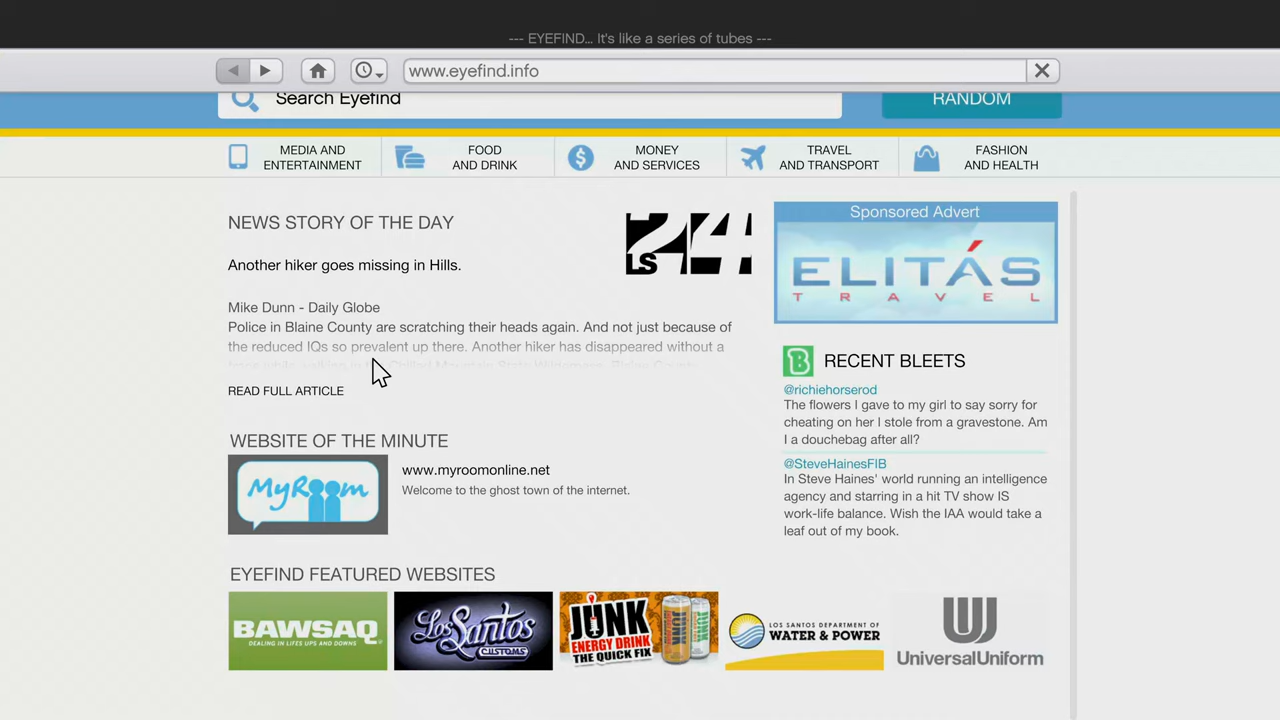 --- EYEFIND... It's like a series of tubes ---
www.eyefind.info
Search Eyefind
RANDOM
MEDIA AND
ENTERTAINMENT
FOOD
AND DRINK
MONEY
AND SERVICES
TRAVEL
AND TRANSPORT
FASHION
AND HEALTH
NEWS STORY OF THE DAY
24
LS
Another hiker goes missing in Hills.
Mike Dunn - Daily Globe
Police in Blaine County are scratching their heads again. And not just because of
the reduced IQs so prevalent up there. Another hiker has disappeared without a
READ FULL ARTICLE
Sponsored Advert
ELITÁS
TRAVEL
RECENT BLEETS
@richiehorserod
The flowers I gave to my girl to say sorry for
cheating on her I stole from a gravestone. Am
I a douchebag after all?
@SteveHainesFIB
In Steve Haines' world running an intelligence
agency and starring in a hit TV show IS
work-life balance. Wish the IAA would take a
leaf out of my book.
WEBSITE OF THE MINUTE
MyRoom
www.myroomonline.net
Welcome to the ghost town of the internet.
EYEFIND FEATURED WEBSITES
BAWSAQ
DEALING IN LIFES UPS AND DOWNS
Los Santos
CUSTOMS
JUNK
ENERGY DRINK
THE QUICK FIX
JUNK
JUNK
LOS SANTOS DEPARTMENT OF
WATER & POWER
UniversalUniform